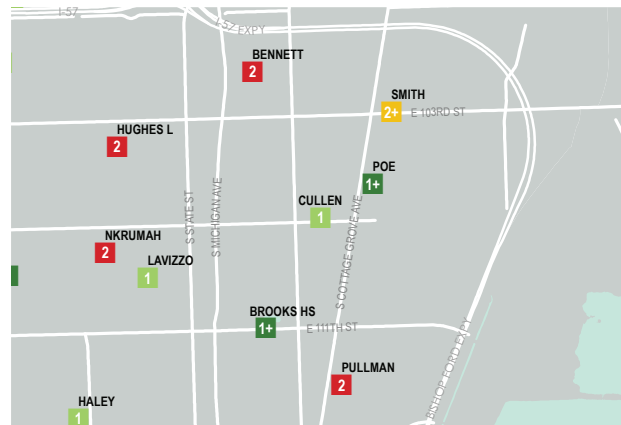 I-57
I-57 EXPY
BENNETT
2
SMITH
2+
E 103RD ST
HUGHES L
2
POE
1+
CULLEN
1
S STATE ST
S MICHIGAN AVE
S COTTAGE GROVE AVE
NKRUMAH
2
LAVIZZO
1
BROOKS HS
1+
E 111TH ST
PULLMAN
2
BISHOP FORD EXPY
HALEY
1